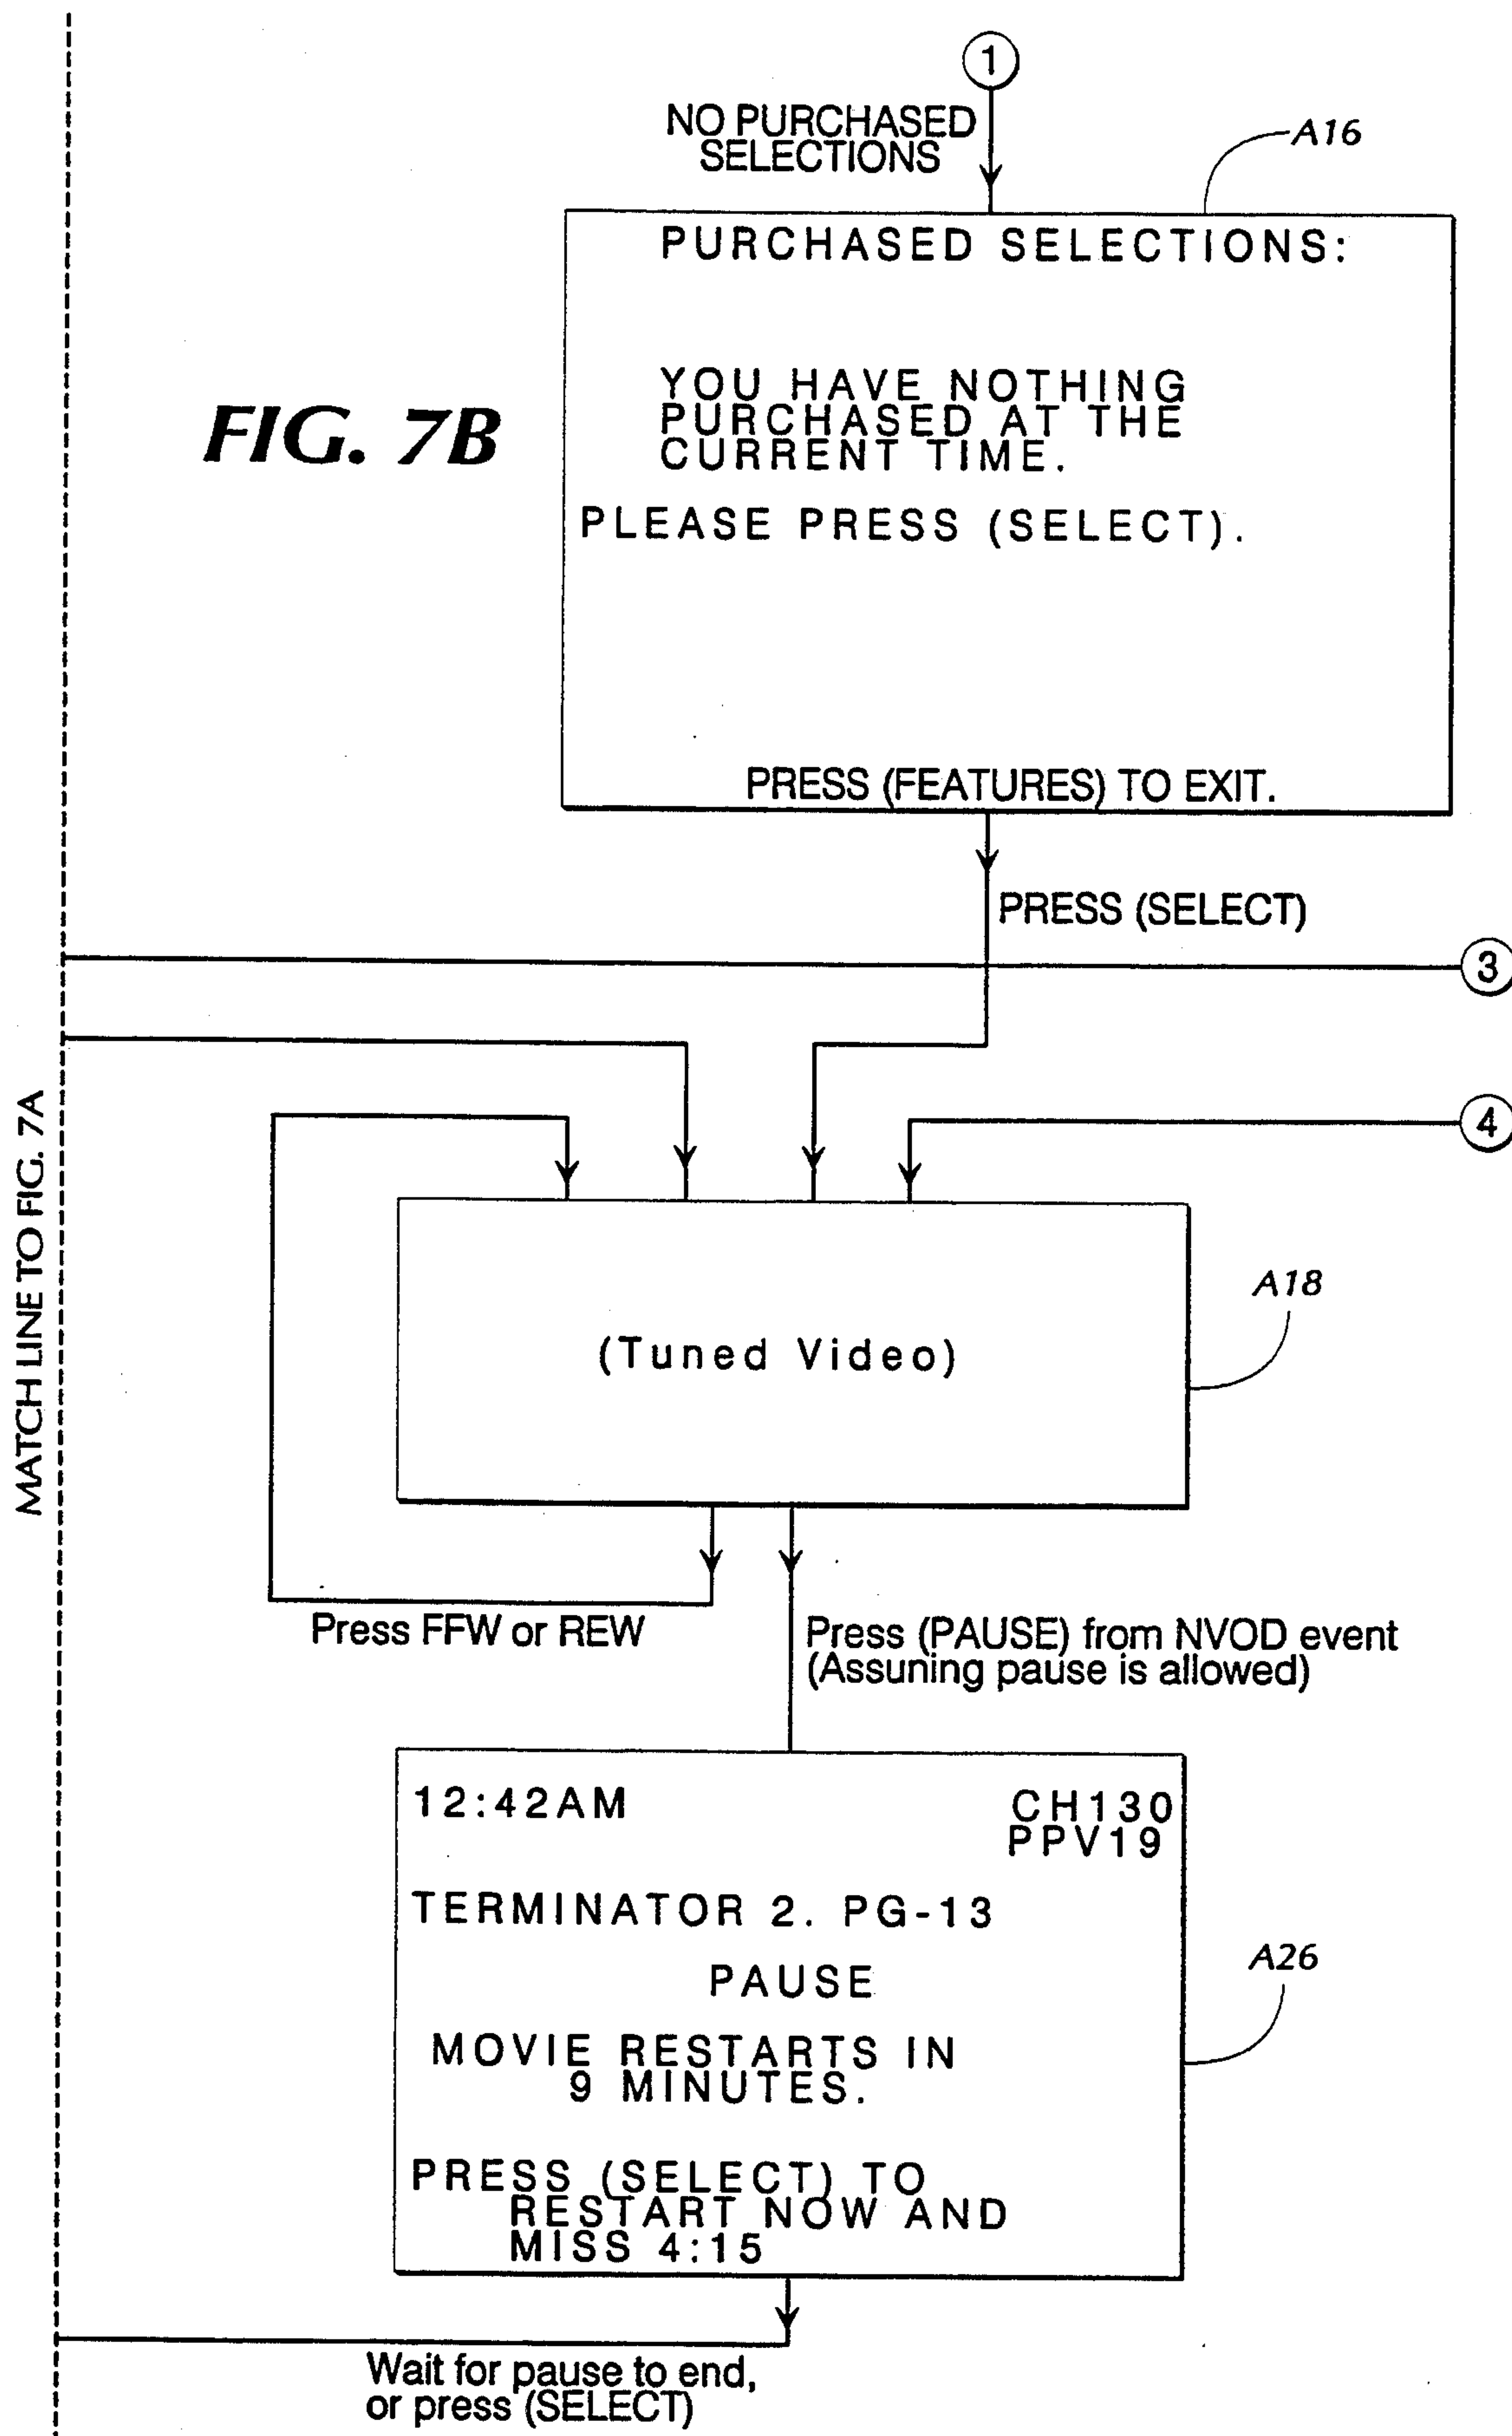 1
NO PURCHASED
SELECTIONS
A16
PURCHASED SELECTIONS:
YOU HAVE NOTHING
PURCHASED AT THE
CURRENT TIME.
PLEASE PRESS (SELECT).
PRESS (FEATURES) TO EXIT.
FIG. 7B
PRESS (SELECT)
3
4
MATCH LINE TO FIG. 7A
(Tuned Video)
A18
Press FFW or REW
Press (PAUSE) from NVOD event
(Assuning pause is allowed)
12:42AM
CH130
PPV19
TERMINATOR 2. PG-13
PAUSE
MOVIE RESTARTS IN
9 MINUTES.
PRESS (SELECT) TO
RESTART NOW AND
MISS 4:15
A26
Wait for pause to end,
or press (SELECT)